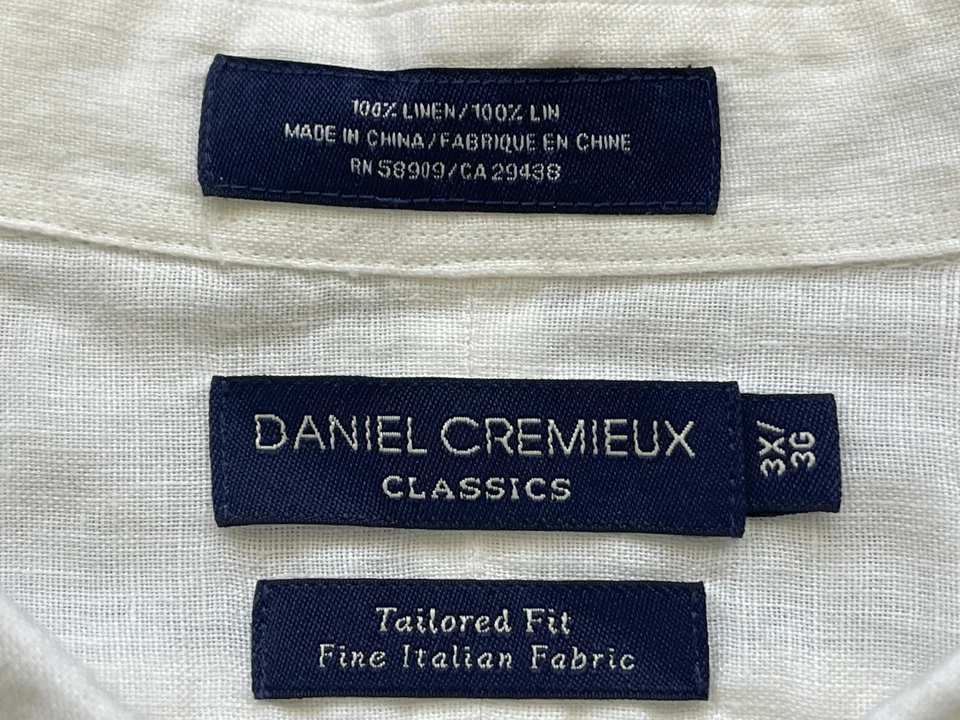 100% LINEN/100% LIN
MADE IN CHINA/FABRIQUE EN CHINE
RN 58909/CA 29438
DANIEL CREMIEUX
CLASSICS
3X/
3G
Tailored Fit
Fine Italian Fabric